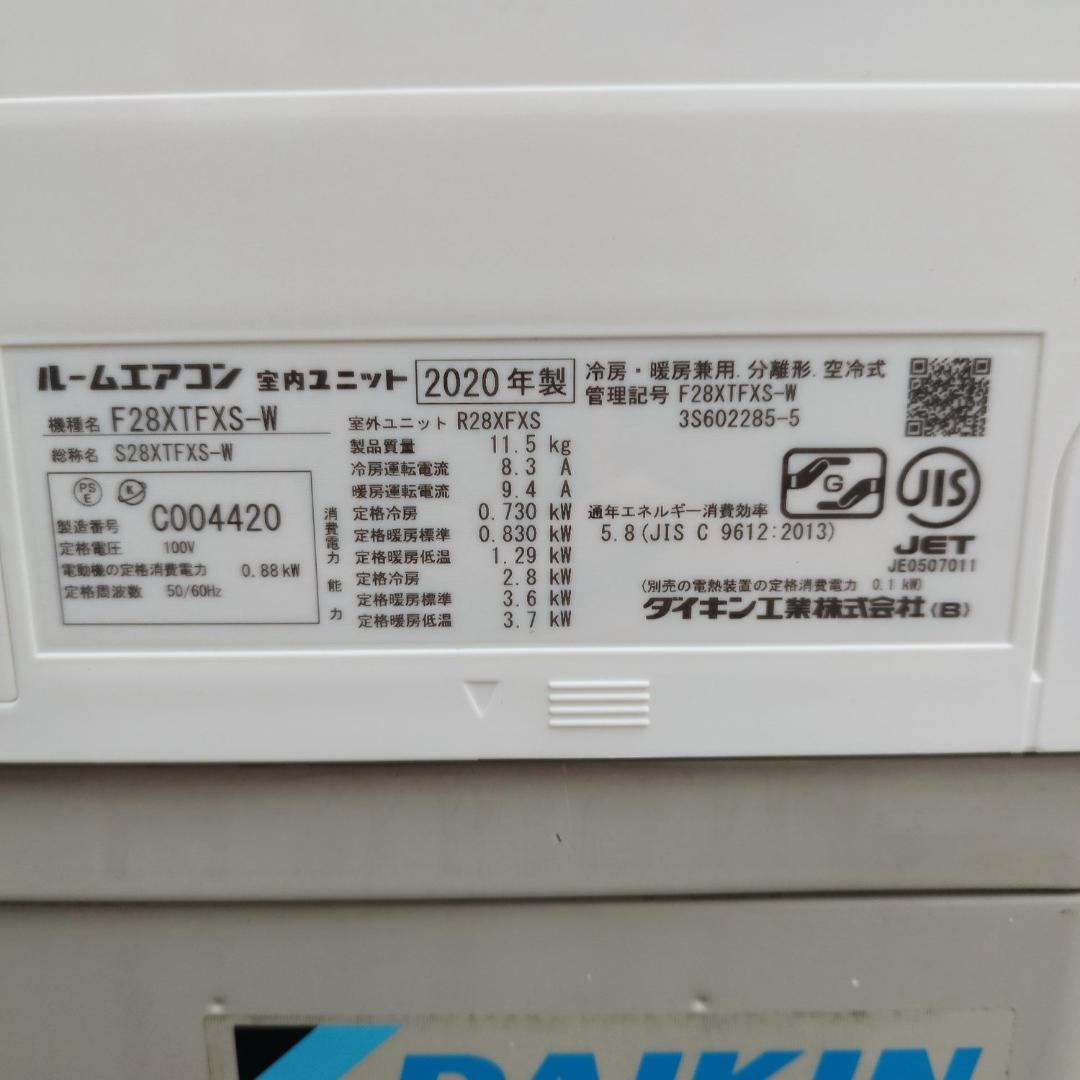 ルームエアコン 室内ユニット 2020年製
機種名 F28XTFXS-W
総称名 S28XTFXS-W
PS
E
製造番号 C004420
定格電圧 100V
電動機の定格消費電力 0.88kW
定格周波数 50/60Hz
室外ユニット R28XFXS
製品質量 11.5 kg
冷房運転電流 8.3 A
暖房運転電流 9.4 A
消費電力
定格冷房 0.730 kW
定格暖房標準 0.830 kW
定格暖房低温 1.29 kW
能力
定格冷房 2.8 kW
定格暖房標準 3.6 kW
定格暖房低温 3.7 kW
冷房・暖房兼用.分離形.空冷式
管理記号 F28XTFXS-W
3S602285-5
G
JIS
JET
JE0507011
通年エネルギー消費効率
5.8(JIS C 9612:2013)
(別売の電熱装置の定格消費電力 0.1 kW)
ダイキン工業株式会社(B)
DAIKIN